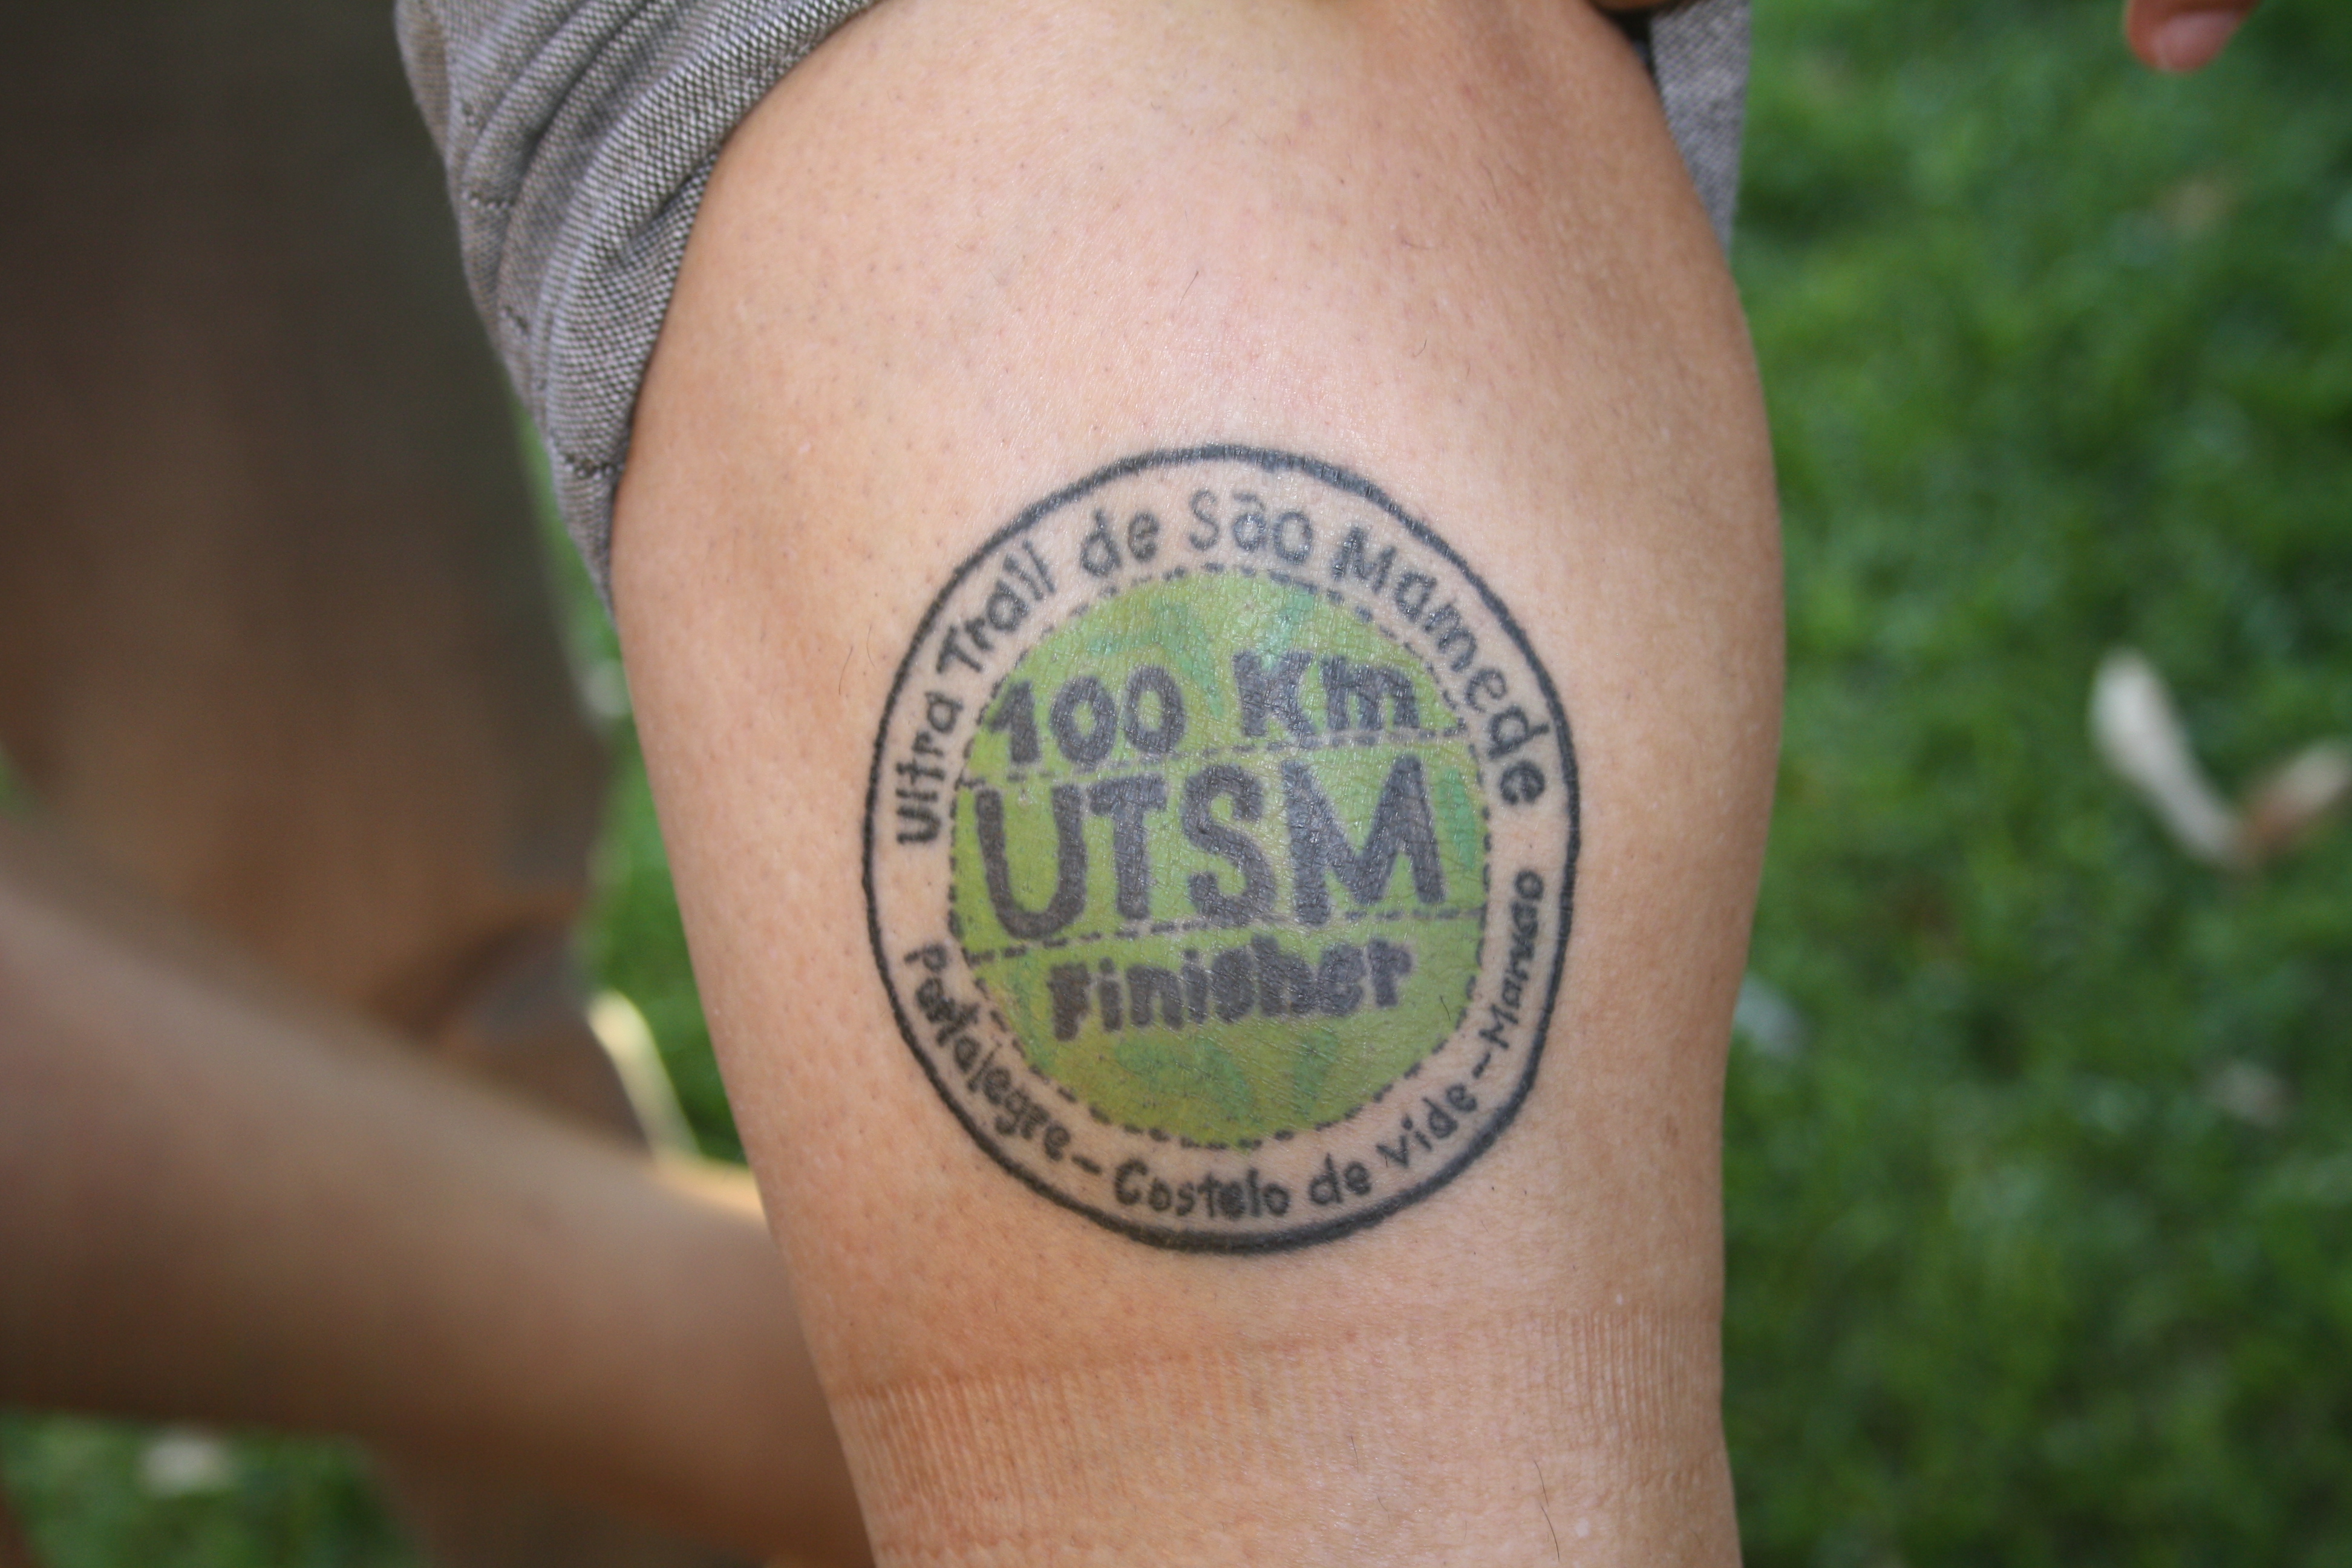 Ultra Trail de São Mamede
100 Km
UTSM
Finisher
Portalegre - Castelo de Vide - Marvão